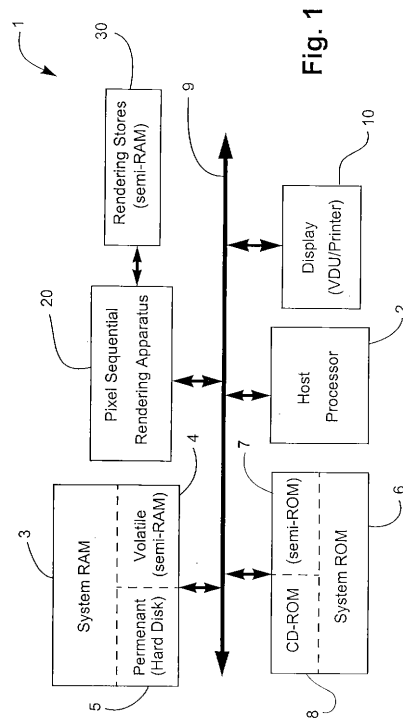 1
30
Rendering Stores
(semi-RAM)
20
Pixel Sequential
Rendering Apparatus
9
Fig. 1
3
System RAM
Permenant
(Hard Disk)
Volatile
(semi-RAM)
4
5
10
Display
(VDU/Printer)
2
Host
Processor
7
CD-ROM
(semi-ROM)
System ROM
6
8